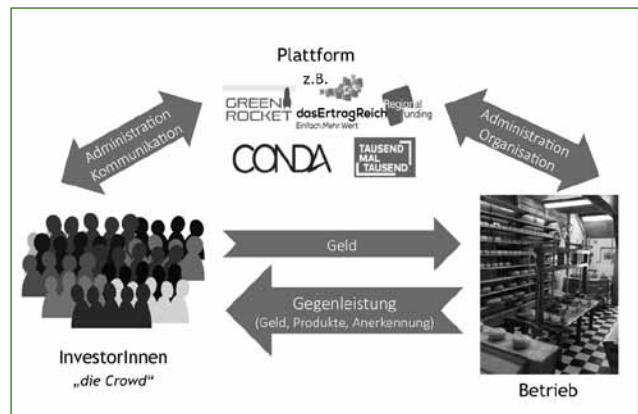 Plattform
z.B.
GREEN
ROCKET
dasErtragReich
Einfach.Mehr Wert
Regional
Funding
CONDA
TAUSEND
MAL
TAUSEND
Administration
Kommunikation
Administration
Organisation
Geld
Gegenleistung
(Geld, Produkte, Anerkennung)
InvestorInnen
„die Crowd“
Betrieb